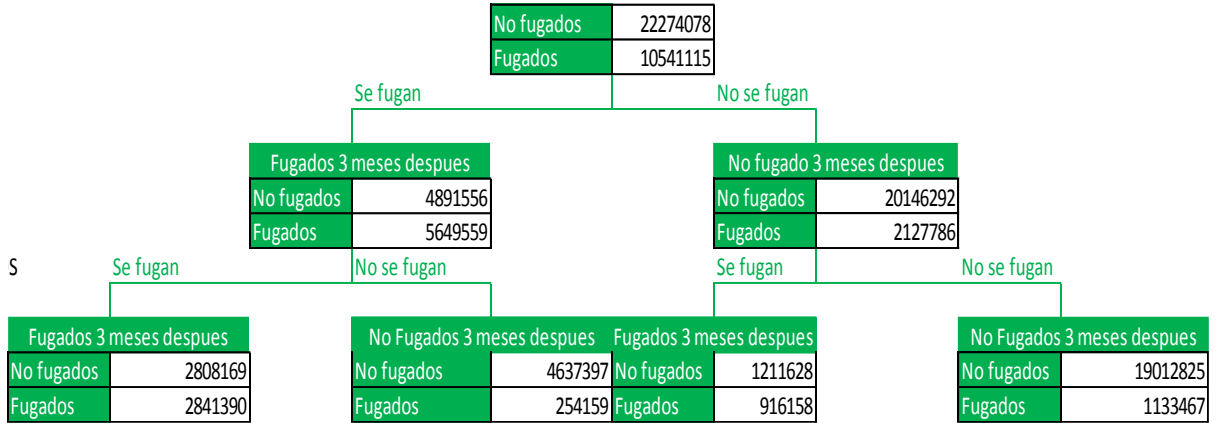 No fugados 22274078
Fugados 10541115
Se fugan No se fugan
Fugados 3 meses despues No fugado 3 meses despues
No fugados 4891556 No fugados 20146292
Fugados 5649559 Fugados 2127786
S Se fugan No se fugan Se fugan No se fugan
Fugados 3 meses despues No Fugados 3 meses despues Fugados 3 meses despues No Fugados 3 meses despues
No fugados 2808169 No fugados 4637397 No fugados 1211628 No fugados 19012825
Fugados 2841390 Fugados 254159 Fugados 916158 Fugados 1133467